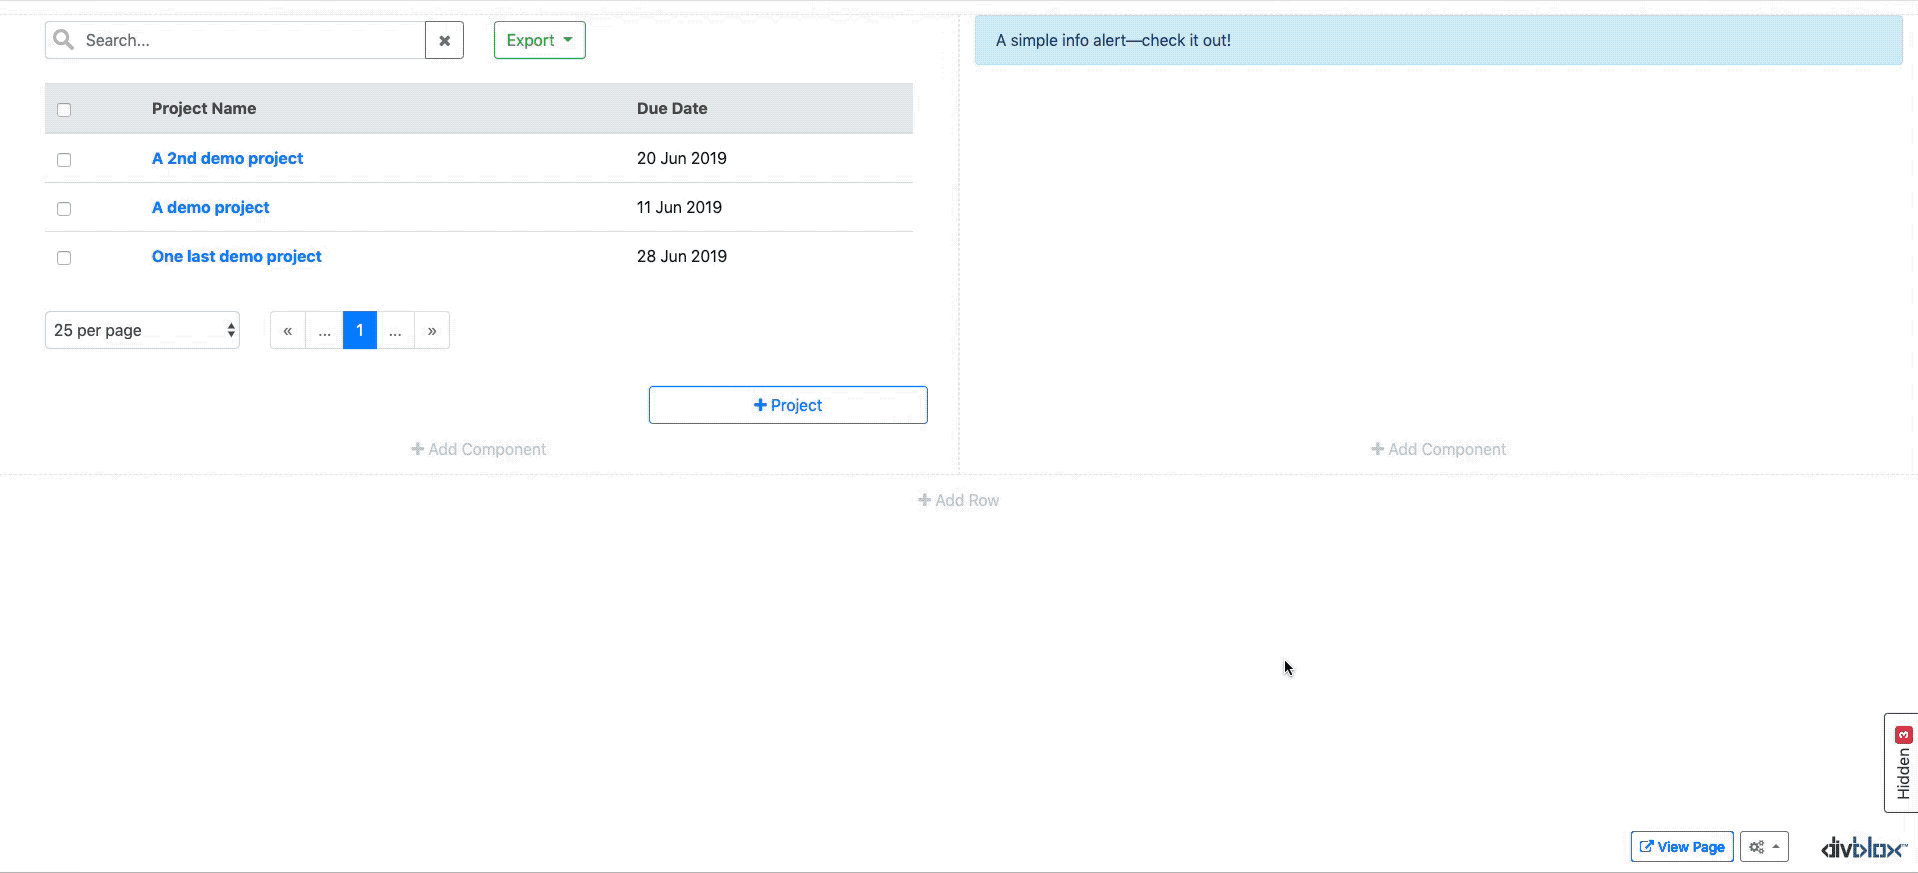 Search...
Export
A simple info alert—check it out!
Project Name Due Date
A 2nd demo project 20 Jun 2019
A demo project 11 Jun 2019
One last demo project 28 Jun 2019
25 per page « ... 1 ... »
Project
Add Component
Add Component
Add Row
Hidden 3
View Page
divblox™